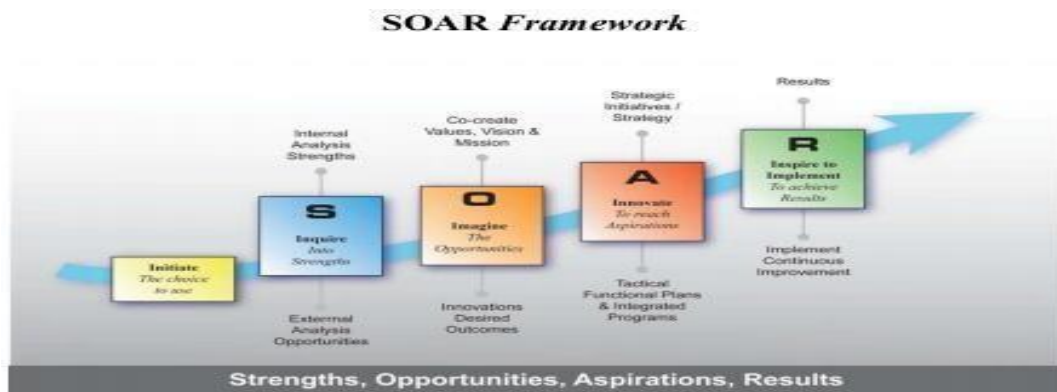 SOAR Framework
Initiate
The choice
to use
Internal
Analysis
Strengths
S
Inquire
Into
Strengths
External
Analysis
Opportunities
Co-create
Values, Vision &
Mission
O
Imagine
The
Opportunities
Innovations
Desired
Outcomes
Strategic
Initiatives /
Strategy
A
Innovate
To reach
Aspirations
Tactical
Functional Plans
& Integrated
Programs
Results
R
Inspire to
Implement
To achieve
Results
Implement
Continuous
Improvement
Strengths, Opportunities, Aspirations, Results